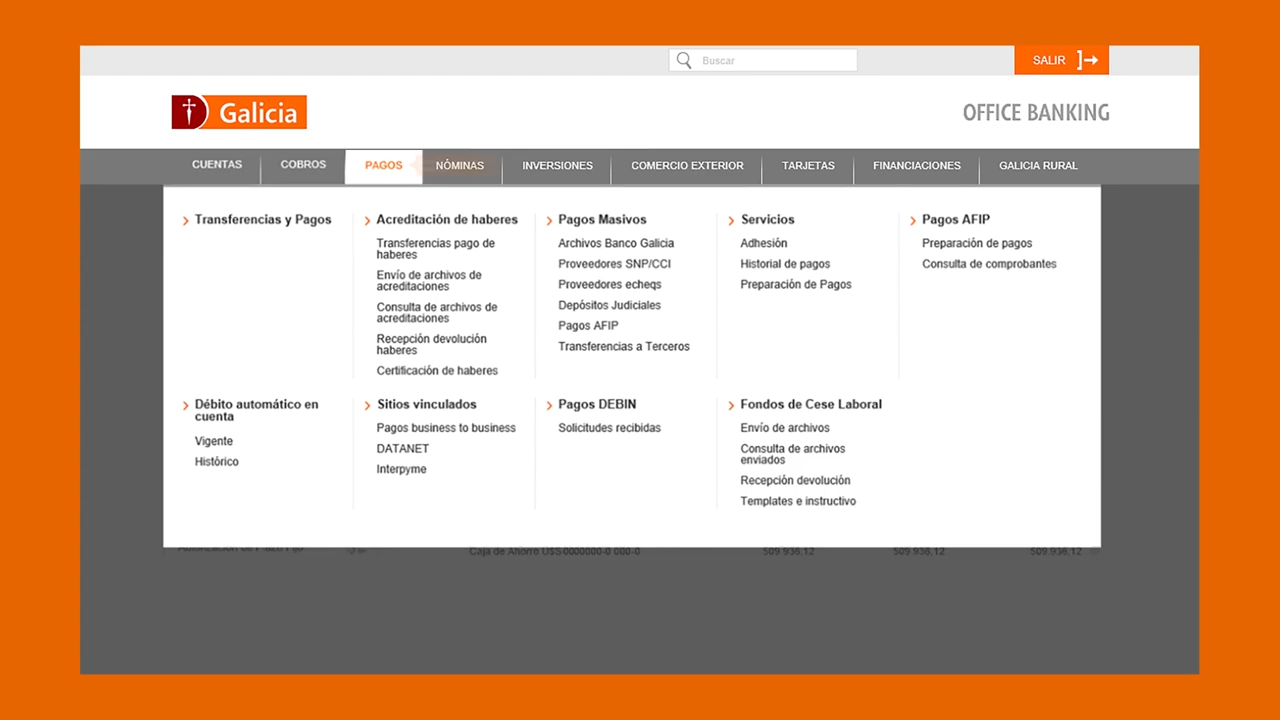 Buscar
SALIR
Galicia
OFFICE BANKING
CUENTAS
COBROS
PAGOS
NÓMINAS
INVERSIONES
COMERCIO EXTERIOR
TARJETAS
FINANCIACIONES
GALICIA RURAL
Transferencias y Pagos
Acreditación de haberes
Transferencias pago de
haberes
Envío de archivos de
acreditaciones
Consulta de archivos de
acreditaciones
Recepción devolución
haberes
Certificación de haberes
Pagos Masivos
Archivos Banco Galicia
Proveedores SNP/CCI
Proveedores echeqs
Depósitos Judiciales
Pagos AFIP
Transferencias a Terceros
Servicios
Adhesión
Historial de pagos
Preparación de Pagos
Pagos AFIP
Preparación de pagos
Consulta de comprobantes
Débito automático en
cuenta
Vigente
Histórico
Sitios vinculados
Pagos business to business
DATANET
Interpyme
Pagos DEBIN
Solicitudes recibidas
Fondos de Cese Laboral
Envío de archivos
Consulta de archivos
enviados
Recepción devolución
Templates e instructivo
Caja de Ahorro U$S 0000000-0 000-0
509.936,12
509.936,12
509.936,12